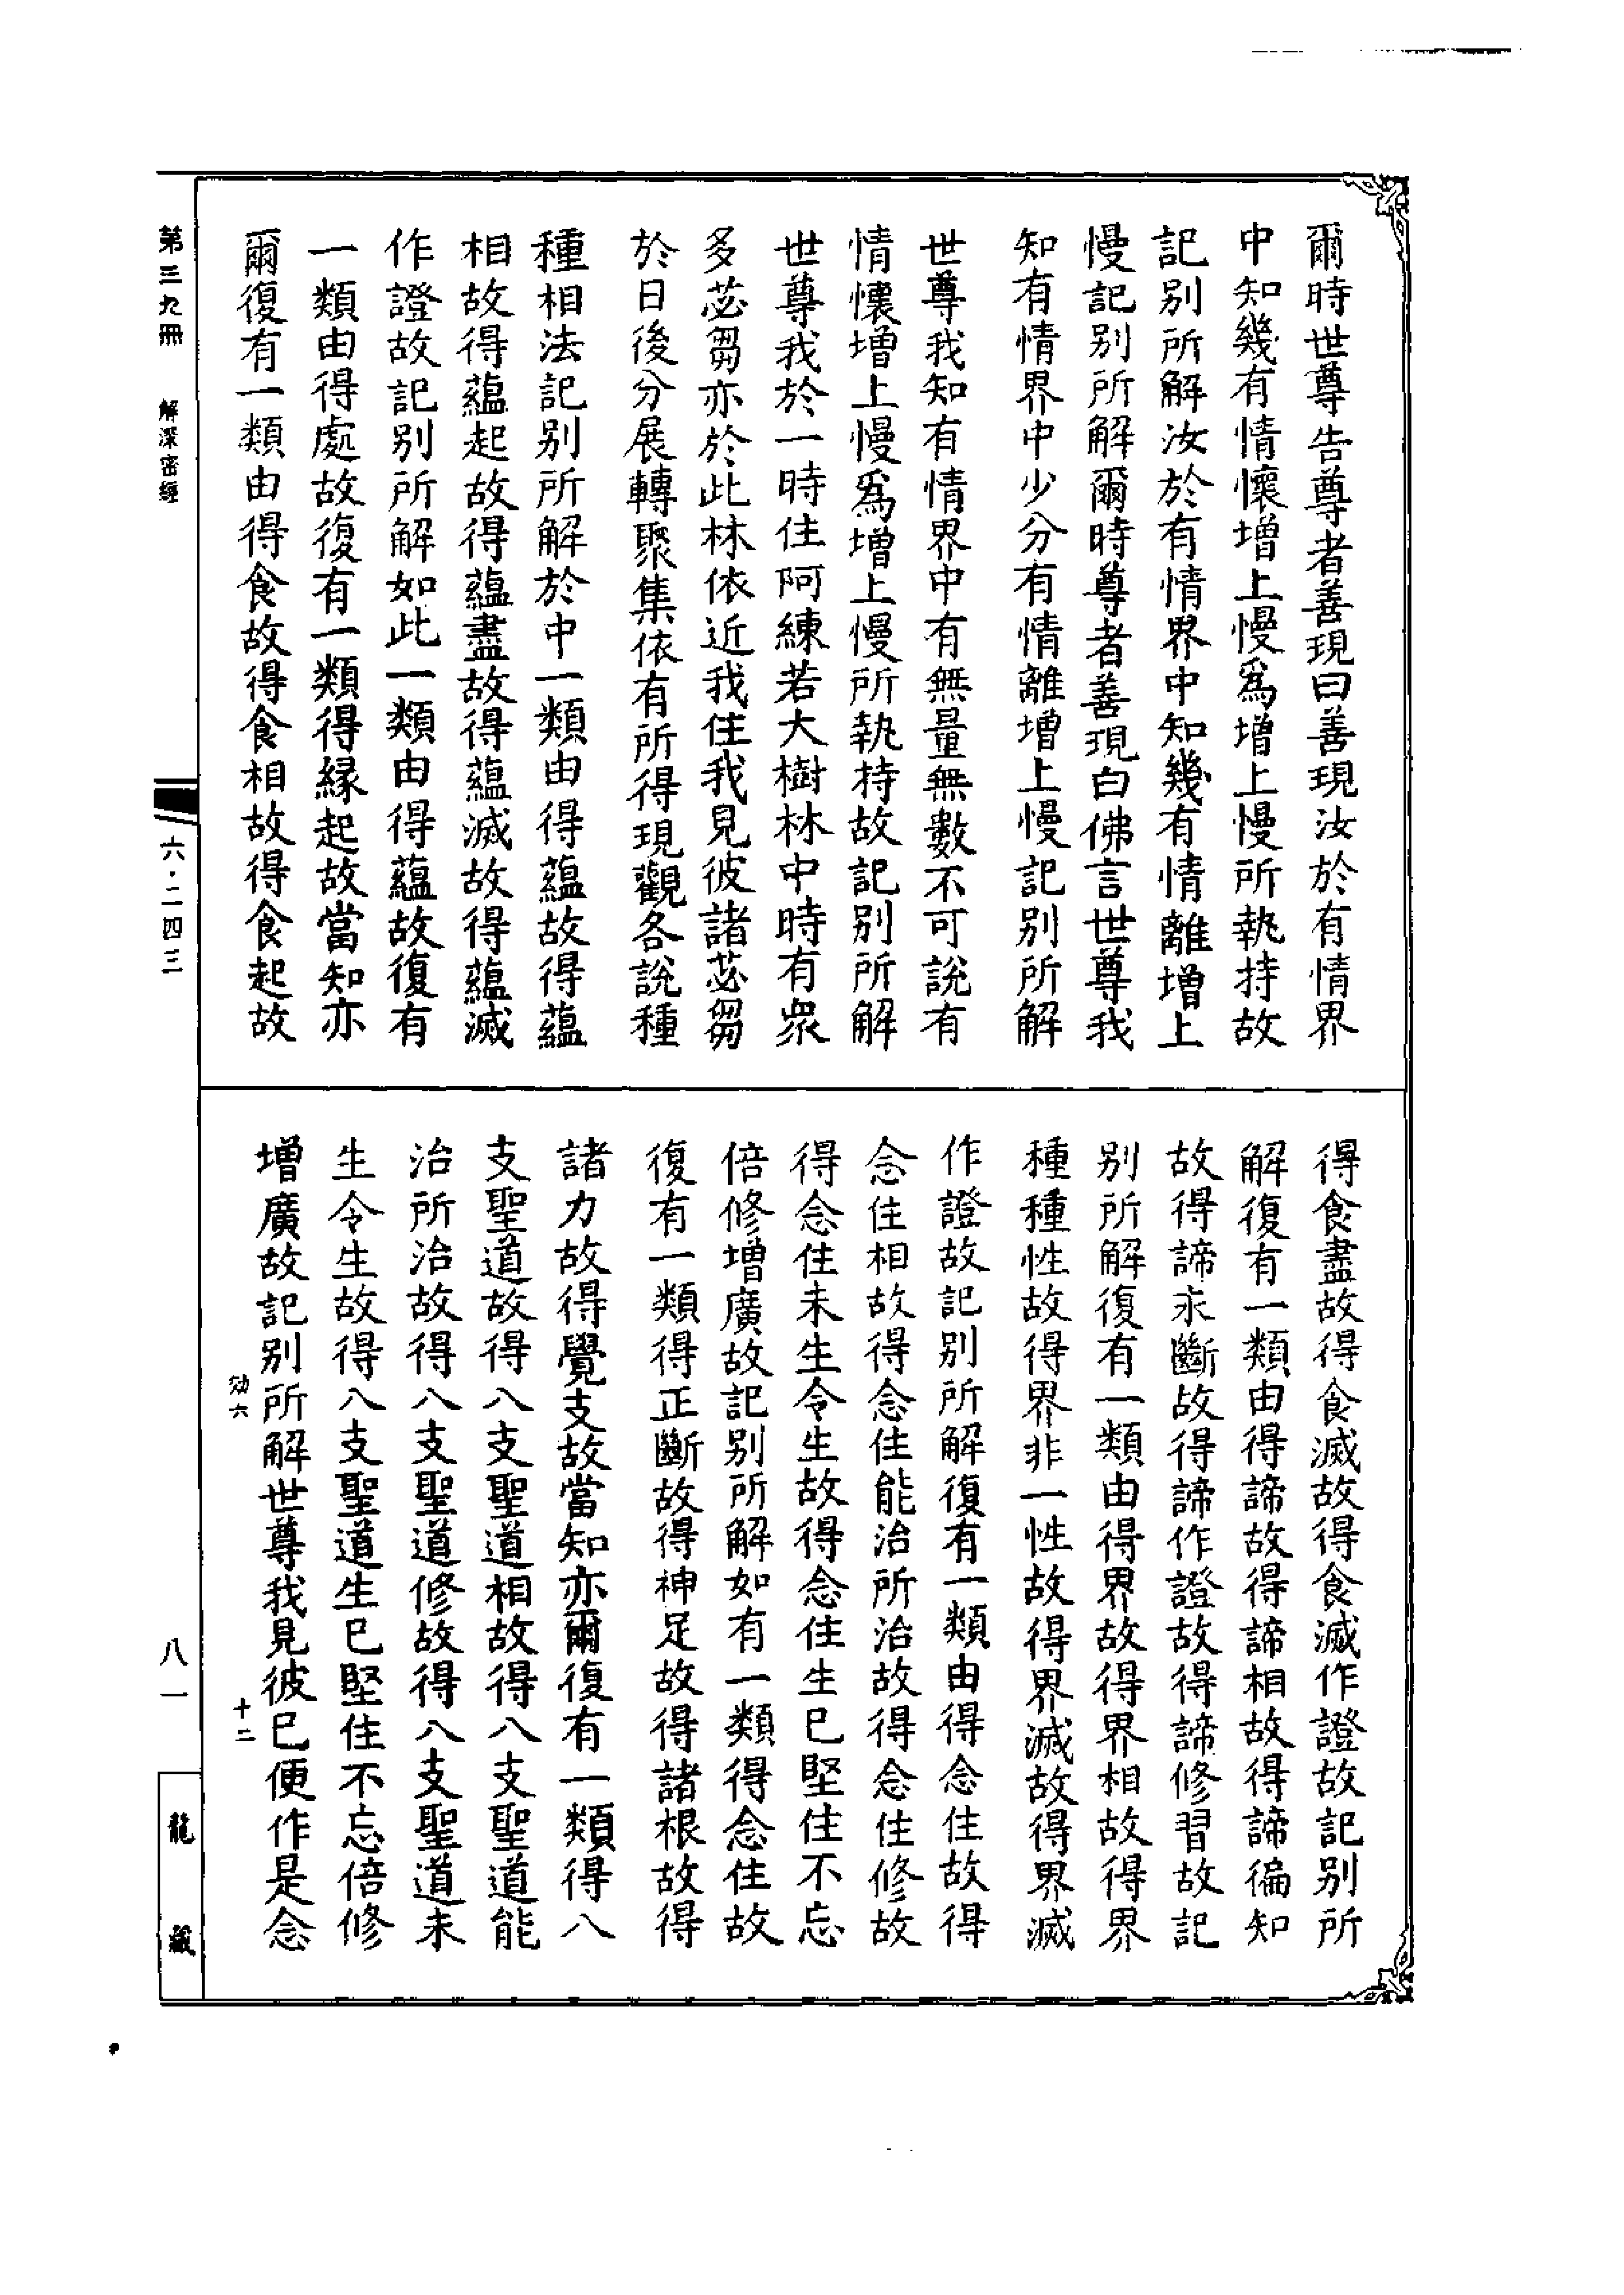 爾時世尊告尊者善現曰善現汝於有情界
中知幾有情懷增上慢爲增上慢所執持故
記別所解汝於有情界中知幾有情離增上
慢記別所解爾時尊者善現白佛言世尊我
知有情界中少分有情離增上慢記別所解
世尊我知有情界中有無量無數不可說有
情懷增上慢爲增上慢所執持故記別所解
世尊我於一時住阿練若大樹林中時有衆
多苾芻亦於此林依近我住我見彼諸苾芻
於日後分展轉聚集依有所得現觀各說種
種相法記別所解於中一類由得蘊故得蘊
相故得蘊起故得蘊盡故得蘊滅故得蘊滅
作證故記別所解如此一類由得蘊故復有
一類由得處故復有一類得緣起故當知亦
爾復有一類由得食故得食相故得食起故
得食盡故得食滅故得食滅作證故記別所
解復有一類由得諦故得諦相故得諦徧知
故得諦永斷故得諦作證故得諦修習故記
別所解復有一類由得界故得界相故得界
種種性故得界非一性故得界滅故得界滅
作證故記別所解復有一類由得念住故得
念住相故得念住能治所治故得念住修故
得念住未生令生故得念住生已堅住不忘
倍修增廣故記別所解如有一類得念住故
復有一類得正斷故得神足故得諸根故得
諸力故得覺支故當知亦爾復有一類得八
支聖道故得八支聖道相故得八支聖道能
治所治故得八支聖道修故得八支聖道未
生令生故得八支聖道生已堅住不忘倍修
增廣故記別所解世尊我見彼已便作是念
効六
十二
第三九冊 解深密經
六·二四三
八一
龍藏